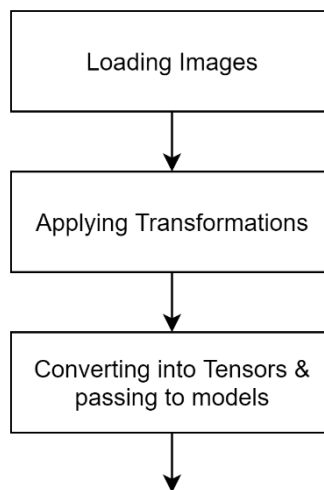 Loading Images
Applying Transformations
Converting into Tensors &
passing to models